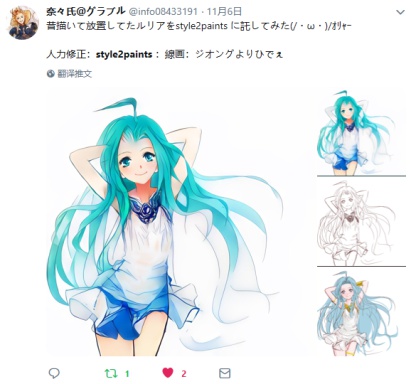 奈々氏@グラブル @info08433191 · 11月6日
昔描いて放置してたルリアをstyle2paints に託してみた(/・ω・)/ｵﾘｬｰ
人力修正：style2paints： 線画：ジオングよりひでぇ
翻译推文
1
2